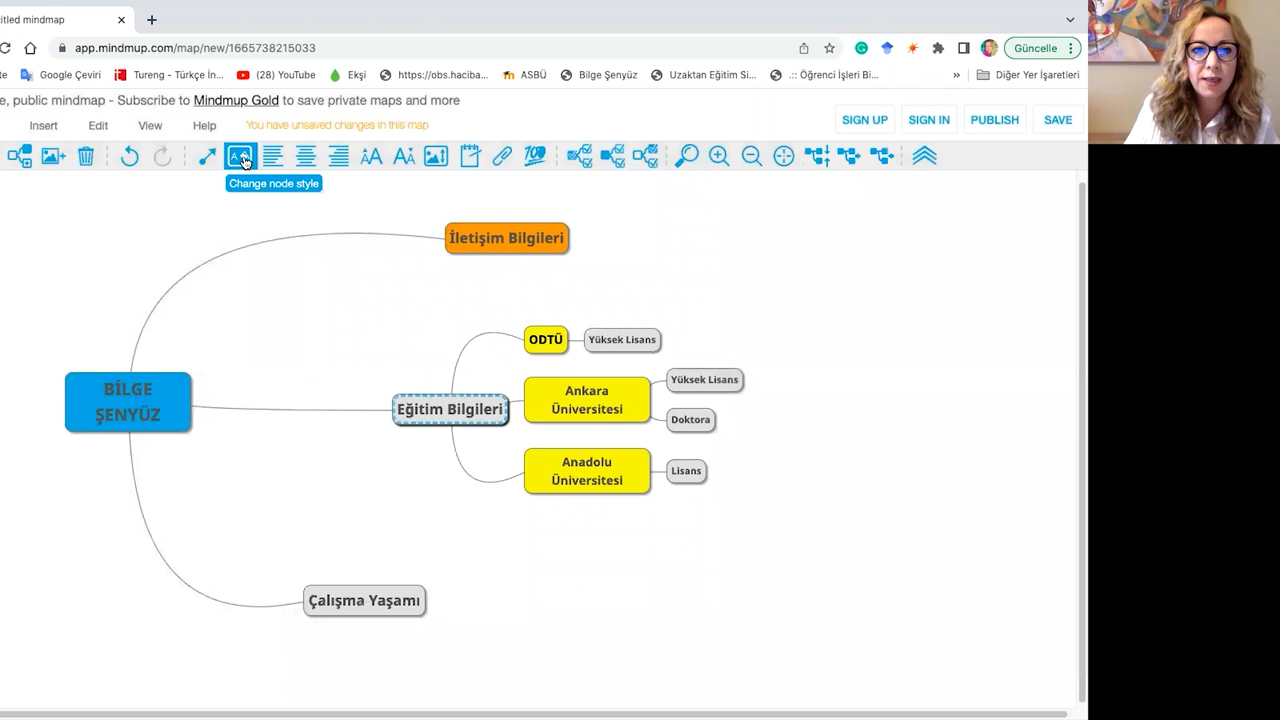 titled mindmap
app.mindmup.com/map/new/1665738215033
Güncelle
te
Google Çeviri
Tureng - Türkçe İn...
(28) YouTube
Ekşi
https://obs.haciba...
ASBÜ
Bilge Şenyüz
Uzaktan Eğitim Si...
.:: Öğrenci İşleri Bi...
»
Diğer Yer İşaretleri
e, public mindmap - Subscribe to Mindmup Gold to save private maps and more
Insert
Edit
View
Help
You have unsaved changes in this map
SIGN UP
SIGN IN
PUBLISH
SAVE
Change node style
İletişim Bilgileri
ODTÜ
Yüksek Lisans
BİLGE
ŞENYÜZ
Eğitim Bilgileri
Ankara
Üniversitesi
Yüksek Lisans
Doktora
Anadolu
Üniversitesi
Lisans
Çalışma Yaşamı